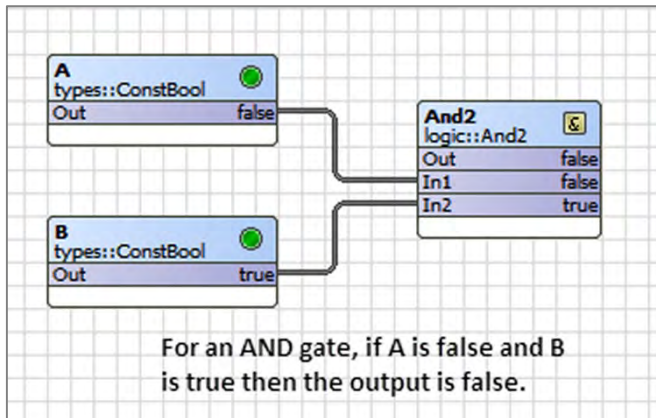 A
types::ConstBool
Out false
B
types::ConstBool
Out true
And2
logic::And2
&
Out false
In1 false
In2 true
For an AND gate, if A is false and B
is true then the output is false.